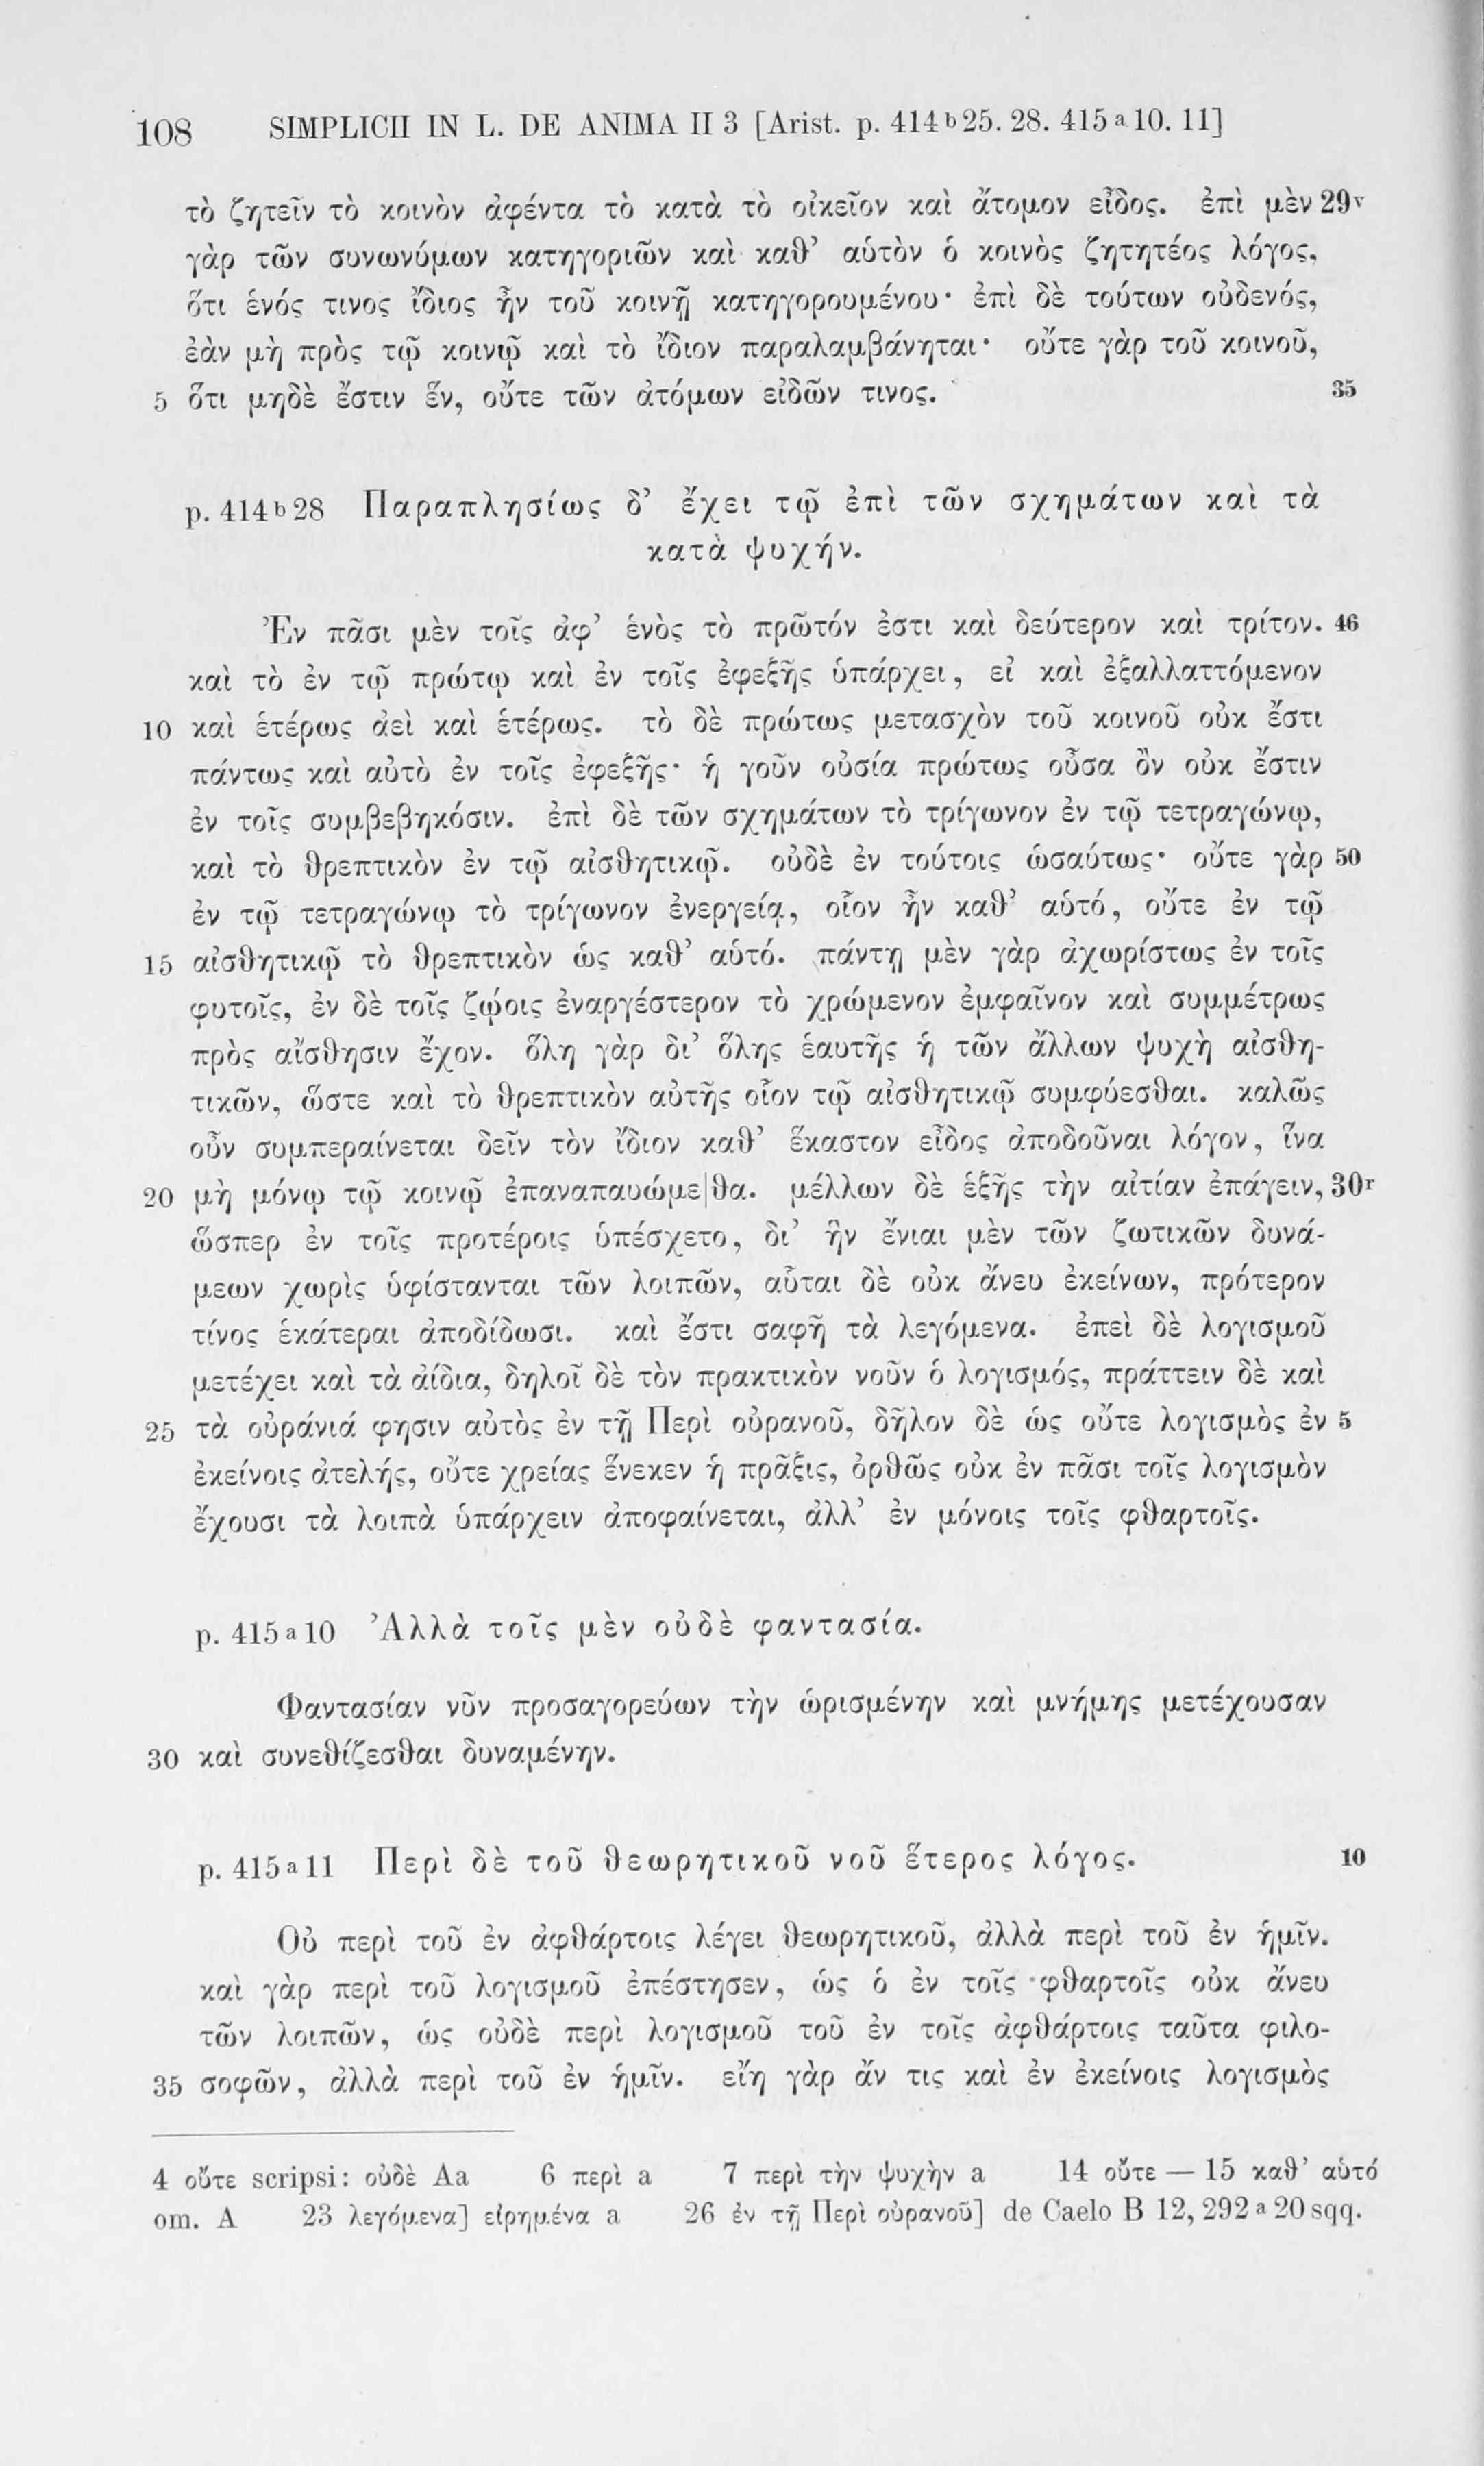 108 SIMPLICII IN L. DE ANIMA II 3 [Arist. p. 414 b 25. 28. 415 a 10. 11]
τὸ ζητεῖν τὸ κοινὸν ἀφέντα τὸ κατὰ τὸ οἰκεῖον καὶ ἄτομον εἶδος. ἐπὶ μὲν 29v
γὰρ τῶν συνωνύμων κατηγοριῶν καὶ καθ’ αὑτὸν ὁ κοινὸς ζητητέος λόγος,
ὅτι ἑνός τινος ἴδιος ἦν τοῦ κοινῇ κατηγορουμένου· ἐπὶ δὲ τούτων οὐδενός,
ἐὰν μὴ πρὸς τῷ κοινῷ καὶ τὸ ἴδιον παραλαμβάνηται· οὔτε γὰρ τοῦ κοινοῦ,
5 ὅτι μηδὲ ἔστιν ἕν, οὔτε τῶν ἀτόμων εἰδῶν τινος. 35
p. 414 b 28 Παραπλησίως δ’ ἔχει τῷ ἐπὶ τῶν σχημάτων καὶ τὰ
κατὰ ψυχήν.
Ἐν πᾶσι μὲν τοῖς ἀφ’ ἑνὸς τὸ πρῶτόν ἐστι καὶ δεύτερον καὶ τρίτον. 46
καὶ τὸ ἐν τῷ πρώτῳ καὶ ἐν τοῖς ἐφεξῆς ὑπάρχει, εἰ καὶ ἐξαλλαττόμενον
10 καὶ ἑτέρως ἀεὶ καὶ ἑτέρως. τὸ δὲ πρώτως μετασχὸν τοῦ κοινοῦ οὐκ ἔστι
πάντως καὶ αὐτὸ ἐν τοῖς ἐφεξῆς· ἡ γοῦν οὐσία πρώτως οὖσα ὂν οὐκ ἔστιν
ἐν τοῖς συμβεβηκόσιν. ἐπὶ δὲ τῶν σχημάτων τὸ τρίγωνον ἐν τῷ τετραγώνῳ,
καὶ τὸ θρεπτικὸν ἐν τῷ αἰσθητικῷ. οὐδὲ ἐν τούτοις ὡσαύτως· οὔτε γὰρ 50
ἐν τῷ τετραγώνῳ τὸ τρίγωνον ἐνεργείᾳ, οἷον ἦν καθ’ αὑτό, οὔτε ἐν τῷ
15 αἰσθητικῷ τὸ θρεπτικὸν ὡς καθ’ αὑτό. πάντῃ μὲν γὰρ ἀχωρίστως ἐν τοῖς
φυτοῖς, ἐν δὲ τοῖς ζῴοις ἐναργέστερον τὸ χρώμενον ἐμφαῖνον καὶ συμμέτρως
πρὸς αἴσθησιν ἔχον. ὅλη γὰρ δι’ ὅλης ἑαυτῆς ἡ τῶν ἄλλων ψυχὴ αἰσθη-
τικῶν, ὥστε καὶ τὸ θρεπτικὸν αὐτῆς οἷον τῷ αἰσθητικῷ συμφύεσθαι. καλῶς
οὖν συμπεραίνεται δεῖν τὸν ἴδιον καθ’ ἕκαστον εἶδος ἀποδοῦναι λόγον, ἵνα
20 μὴ μόνῳ τῷ κοινῷ ἐπαναπαυώμε|θα. μέλλων δὲ ἑξῆς τὴν αἰτίαν ἐπάγειν, 30r
ὥσπερ ἐν τοῖς προτέροις ὑπέσχετο, δι’ ἣν ἔνιαι μὲν τῶν ζωτικῶν δυνά-
μεων χωρὶς ὑφίστανται τῶν λοιπῶν, αὗται δὲ οὐκ ἄνευ ἐκείνων, πρότερον
τίνος ἑκάτεραι ἀποδίδωσι. καὶ ἔστι σαφῆ τὰ λεγόμενα. ἐπεὶ δὲ λογισμοῦ
μετέχει καὶ τὰ ἀίδια, δηλοῖ δὲ τὸν πρακτικὸν νοῦν ὁ λογισμός, πράττειν δὲ καὶ
25 τὰ οὐράνιά φησιν αὐτὸς ἐν τῇ Περὶ οὐρανοῦ, δῆλον δὲ ὡς οὔτε λογισμὸς ἐν 5
ἐκείνοις ἀτελής, οὔτε χρείας ἕνεκεν ἡ πρᾶξις, ὀρθῶς οὐκ ἐν πᾶσι τοῖς λογισμὸν
ἔχουσι τὰ λοιπὰ ὑπάρχειν ἀποφαίνεται, ἀλλ’ ἐν μόνοις τοῖς φθαρτοῖς.
p. 415 a 10 Ἀλλὰ τοῖς μὲν οὐδὲ φαντασία.
Φαντασίαν νῦν προσαγορεύων τὴν ὡρισμένην καὶ μνήμης μετέχουσαν
30 καὶ συνεθίζεσθαι δυναμένην.
p. 415 a 11 Περὶ δὲ τοῦ θεωρητικοῦ νοῦ ἕτερος λόγος. 10
Οὐ περὶ τοῦ ἐν ἀφθάρτοις λέγει θεωρητικοῦ, ἀλλὰ περὶ τοῦ ἐν ἡμῖν.
καὶ γὰρ περὶ τοῦ λογισμοῦ ἐπέστησεν, ὡς ὁ ἐν τοῖς φθαρτοῖς οὐκ ἄνευ
τῶν λοιπῶν, ὡς οὐδὲ περὶ λογισμοῦ τοῦ ἐν τοῖς ἀφθάρτοις ταῦτα φιλο-
35 σοφῶν, ἀλλὰ περὶ τοῦ ἐν ἡμῖν. εἴη γὰρ ἄν τις καὶ ἐν ἐκείνοις λογισμὸς
4 οὔτε scripsi: οὐδὲ Aa 6 περὶ a 7 περὶ τὴν ψυχὴν a 14 οὔτε — 15 καθ’ αὑτό
om. A 23 λεγόμενα] εἰρημένα a 26 ἐν τῇ Περὶ οὐρανοῦ] de Caelo B 12, 292 a 20 sqq.